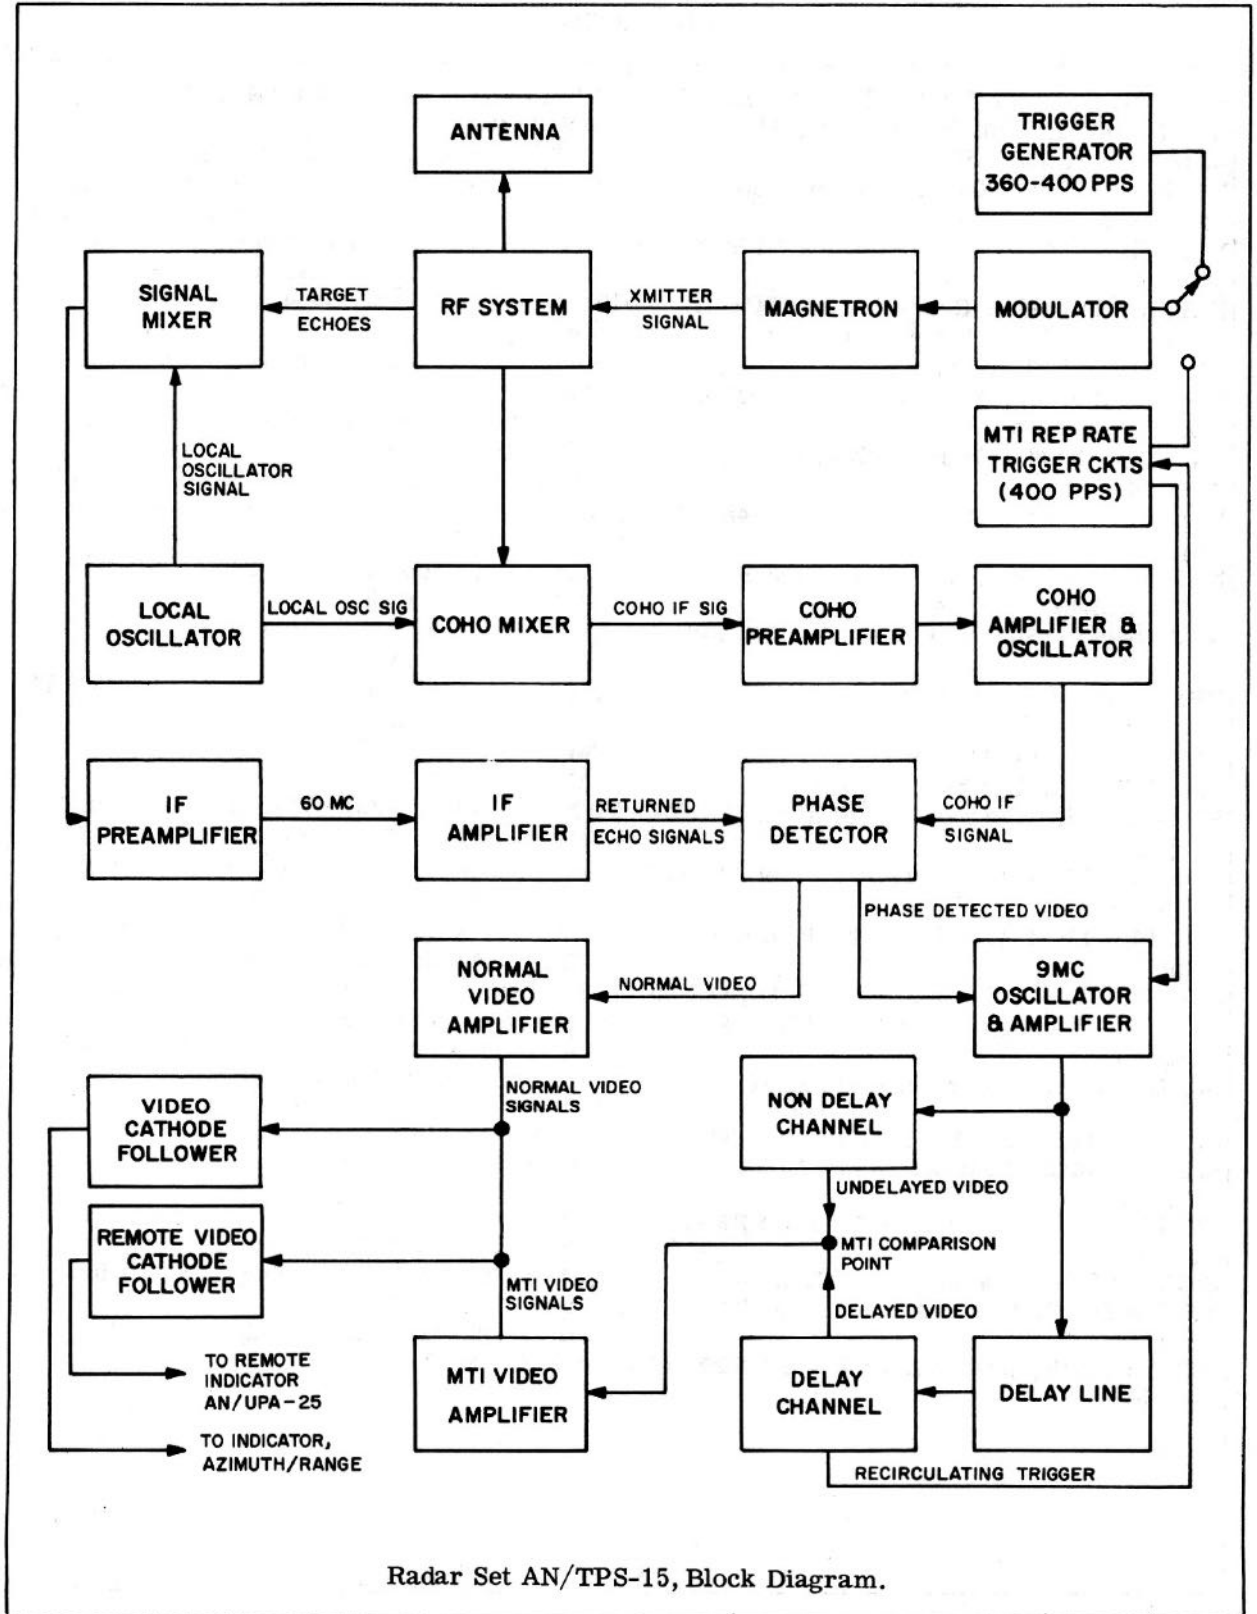 ANTENNA
TRIGGER
GENERATOR
360-400 PPS
SIGNAL
MIXER
TARGET
ECHOES
RF SYSTEM
XMITTER
SIGNAL
MAGNETRON
MODULATOR
LOCAL
OSCILLATOR
SIGNAL
MTI REP RATE
TRIGGER CKTS
(400 PPS)
LOCAL
OSCILLATOR
LOCAL OSC SIG
COHO MIXER
COHO IF SIG
COHO
PREAMPLIFIER
COHO
AMPLIFIER &
OSCILLATOR
IF
PREAMPLIFIER
60 MC
IF
AMPLIFIER
RETURNED
ECHO SIGNALS
PHASE
DETECTOR
COHO IF
SIGNAL
PHASE DETECTED VIDEO
NORMAL
VIDEO
AMPLIFIER
NORMAL VIDEO
9MC
OSCILLATOR
& AMPLIFIER
NORMAL VIDEO
SIGNALS
VIDEO
CATHODE
FOLLOWER
NON DELAY
CHANNEL
UNDELAYED VIDEO
REMOTE VIDEO
CATHODE
FOLLOWER
MTI COMPARISON
POINT
MTI VIDEO
SIGNALS
DELAYED VIDEO
TO REMOTE
INDICATOR
AN/UPA-25
MTI VIDEO
AMPLIFIER
DELAY
CHANNEL
DELAY LINE
TO INDICATOR,
AZIMUTH/RANGE
RECIRCULATING TRIGGER
Radar Set AN/TPS-15, Block Diagram.